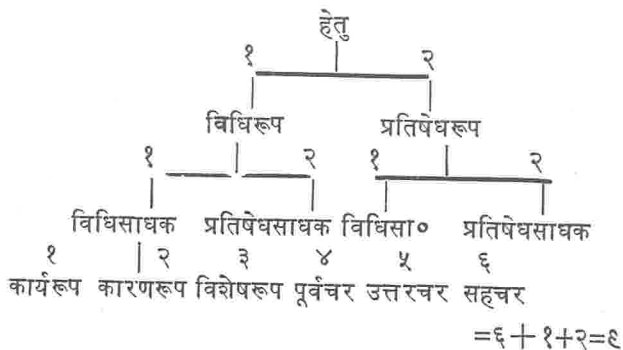 हेतु
१ २
विधिरूप प्रतिषेधरूप
१ २ १ २
विधिसाधक प्रतिषेधसाधक विधिसा० प्रतिषेधसाधक
१ २ ३ ४ ५ ६
कार्यरूप कारणरूप विशेषरूप पूर्वचर उत्तरचर सहचर
=६+१+२=९